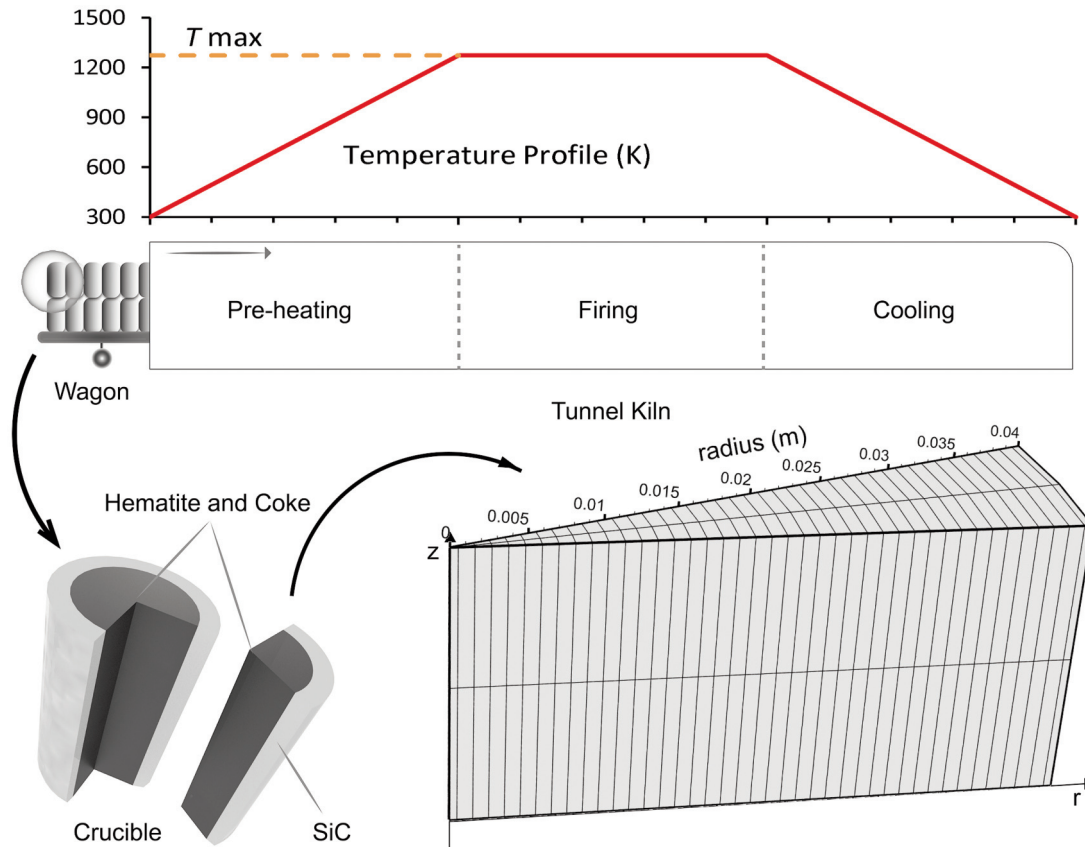 1500
T max
1200
900
Temperature Profile (K)
600
300
Pre-heating
Firing
Cooling
Wagon
Tunnel Kiln
radius (m)
0
0.005
0.01
0.015
0.02
0.025
0.03
0.035
0.04
Hematite and Coke
z
r
Crucible
SiC